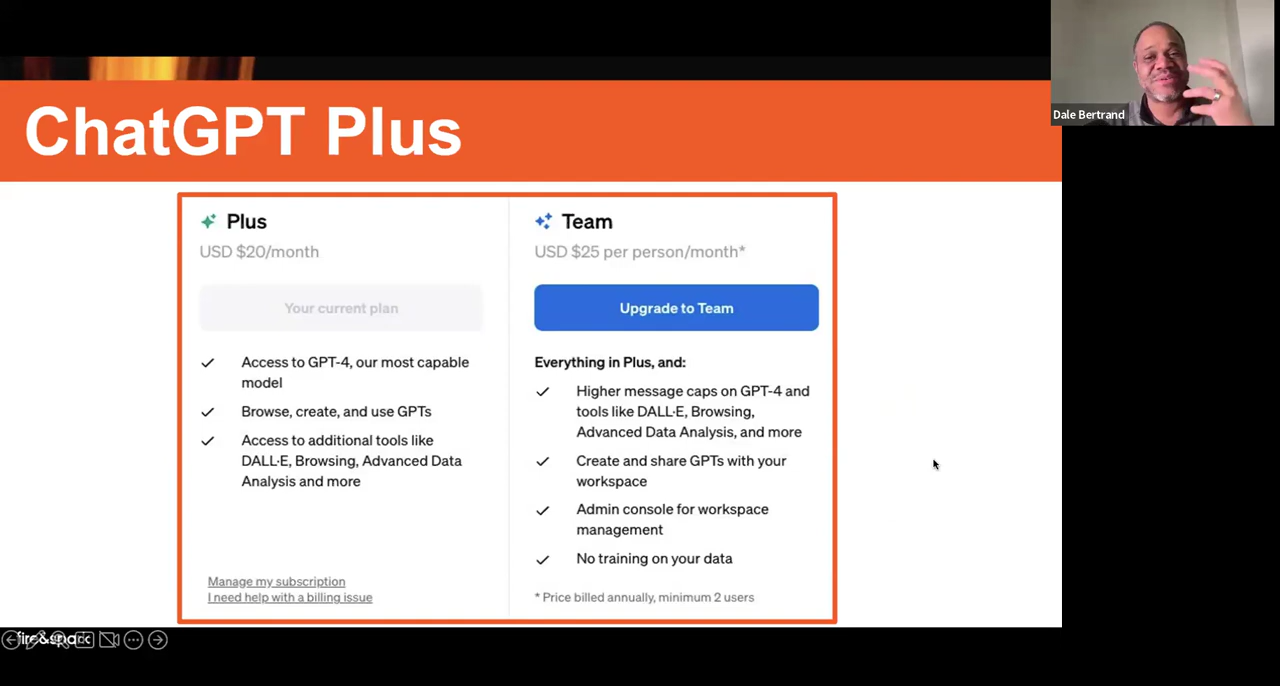 ChatGPT Plus
Dale Bertrand
Plus
USD $20/month
Your current plan
Access to GPT-4, our most capable
model
Browse, create, and use GPTs
Access to additional tools like
DALL·E, Browsing, Advanced Data
Analysis and more
Manage my subscription
I need help with a billing issue
Team
USD $25 per person/month*
Upgrade to Team
Everything in Plus, and:
Higher message caps on GPT-4 and
tools like DALL·E, Browsing,
Advanced Data Analysis, and more
Create and share GPTs with your
workspace
Admin console for workspace
management
No training on your data
* Price billed annually, minimum 2 users